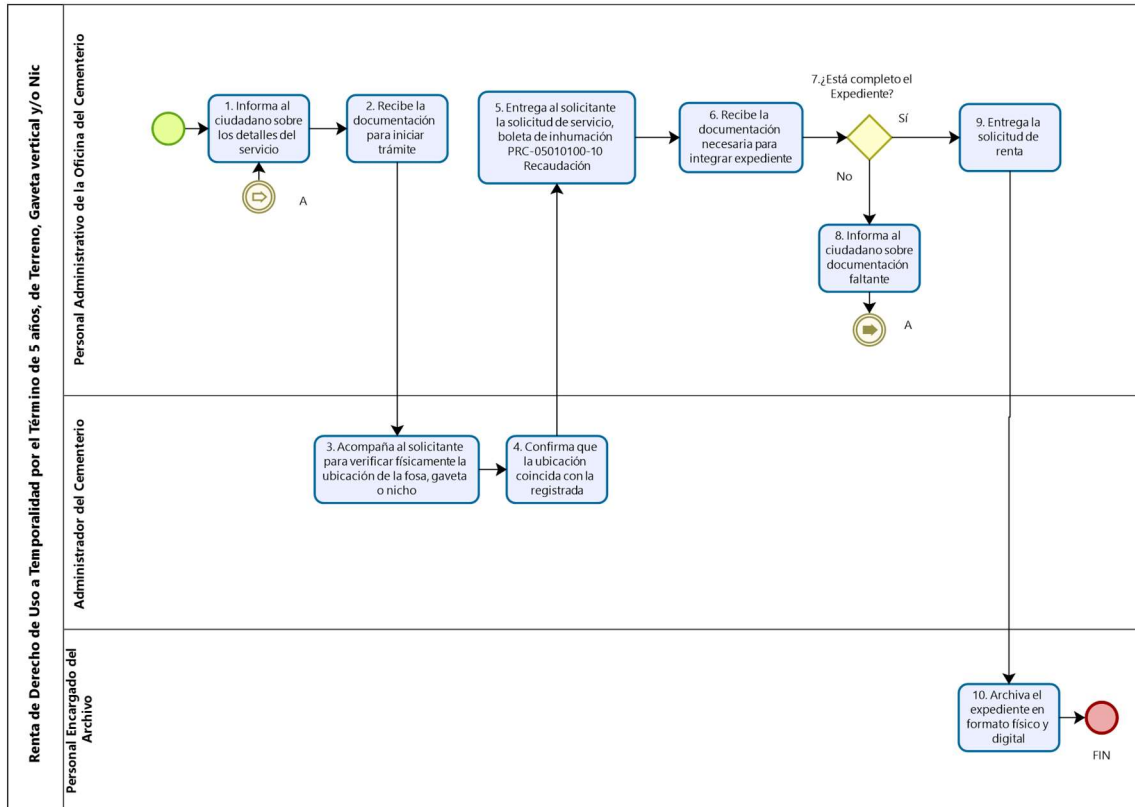 Renta de Derecho de Uso a Temporalidad por el Término de 5 años, de Terreno, Gaveta vertical y/o Nic
Personal Administrativo de la Oficina del Cementerio
1. Informa al
ciudadano sobre
los detalles del
servicio
A
2. Recibe la
documentación
para iniciar
trámite
5. Entrega al solicitante
la solicitud de servicio,
boleta de inhumación
PRC-05010100-10
Recaudación
6. Recibe la
documentación
necesaria para
integrar expediente
7.¿Está completo el
Expediente?
Sí
No
8. Informa al
ciudadano sobre
documentación
faltante
A
9. Entrega la
solicitud de
renta
Administrador del Cementerio
3. Acompaña al solicitante
para verificar físicamente la
ubicación de la fosa, gaveta
o nicho
4. Confirma que
la ubicación
coincida con la
registrada
Personal Encargado del
Archivo
10. Archiva el
expediente en
formato físico y
digital
FIN